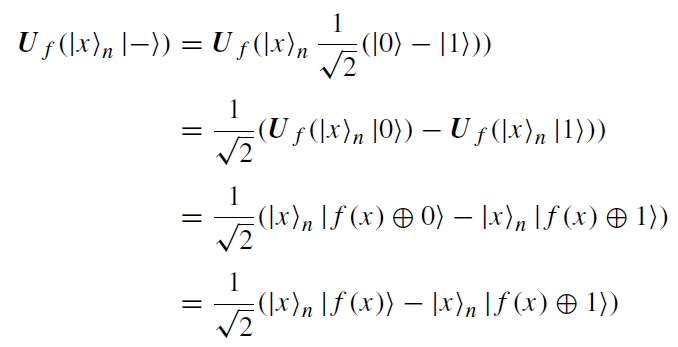 U_f(|x⟩_n |−⟩) = U_f(|x⟩_n 1/√2 (|0⟩ − |1⟩))
= 1/√2 (U_f(|x⟩_n |0⟩) − U_f(|x⟩_n |1⟩))
= 1/√2 (|x⟩_n |f(x) ⊕ 0⟩ − |x⟩_n |f(x) ⊕ 1⟩)
= 1/√2 (|x⟩_n |f(x)⟩ − |x⟩_n |f(x) ⊕ 1⟩)